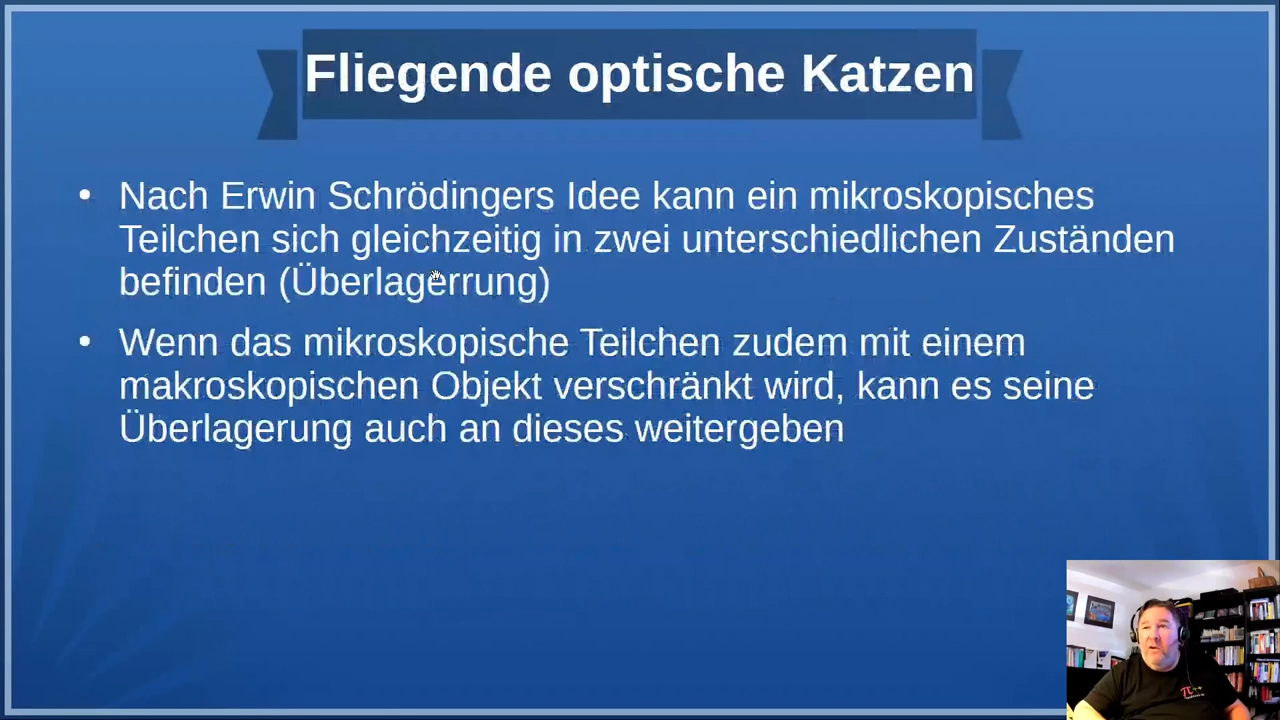 Fliegende optische Katzen
• Nach Erwin Schrödingers Idee kann ein mikroskopisches
Teilchen sich gleichzeitig in zwei unterschiedlichen Zuständen
befinden (Überlagerrung)
• Wenn das mikroskopische Teilchen zudem mit einem
makroskopischen Objekt verschränkt wird, kann es seine
Überlagerung auch an dieses weitergeben